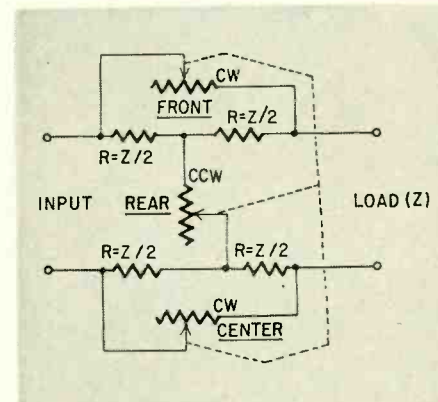 CW
FRONT
R=Z/2
R=Z/2
CCW
INPUT
REAR
LOAD (Z)
R=Z/2
R=Z/2
CW
CENTER